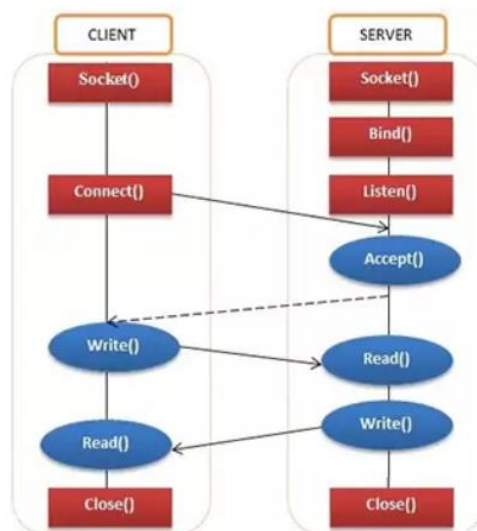 CLIENT
Socket()
Connect()
Write()
Read()
Close()
SERVER
Socket()
Bind()
Listen()
Accept()
Read()
Write()
Close()